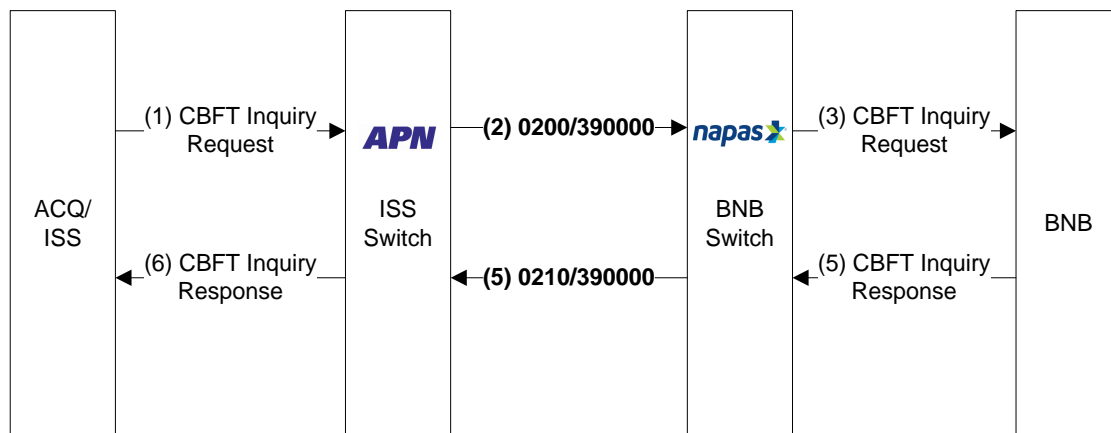 (1) CBFT Inquiry
Request
APN
(2) 0200/390000
napas
(3) CBFT Inquiry
Request
ACQ/
ISS
ISS
Switch
BNB
Switch
BNB
(6) CBFT Inquiry
Response
(5) 0210/390000
(5) CBFT Inquiry
Response